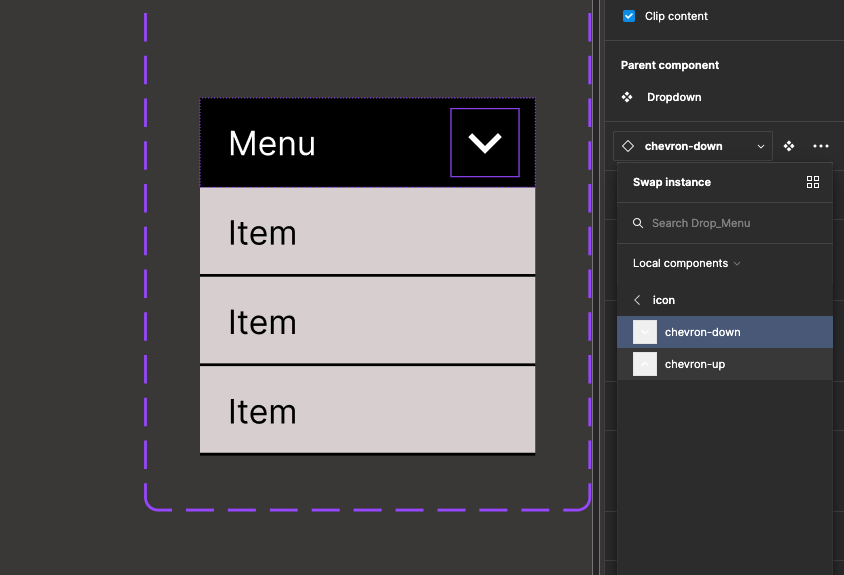 Menu
Item
Item
Item
Clip content
Parent component
Dropdown
chevron-down
Swap instance
Search Drop_Menu
Local components
icon
chevron-down
chevron-up